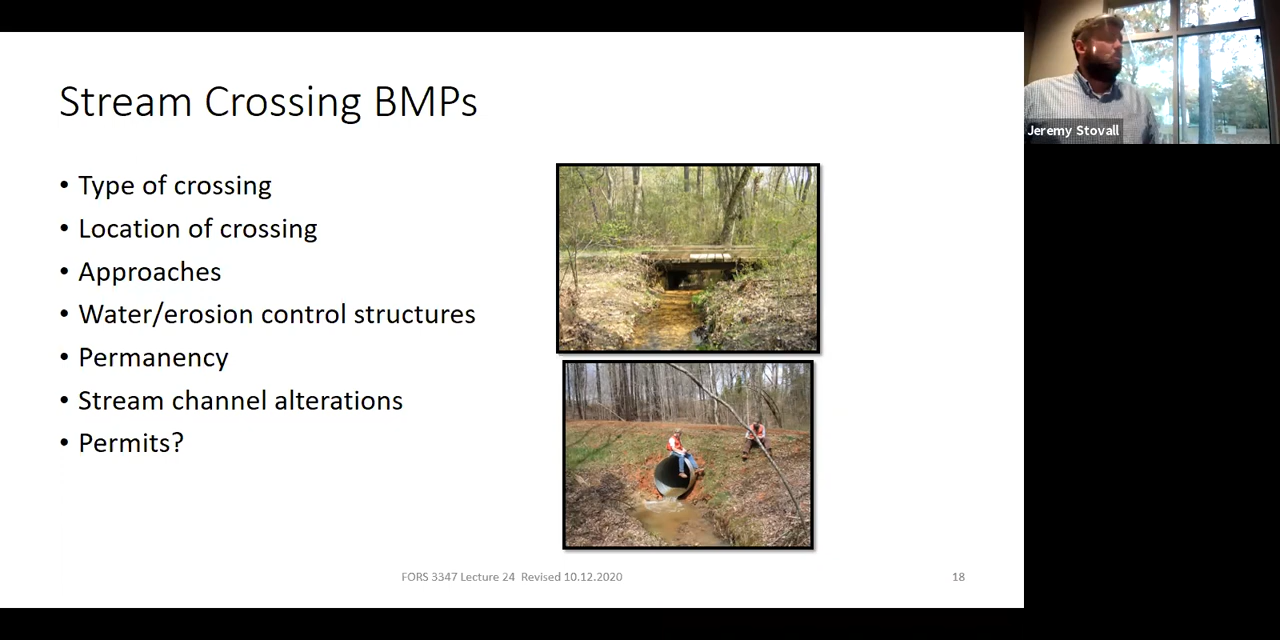 Stream Crossing BMPs
• Type of crossing
• Location of crossing
• Approaches
• Water/erosion control structures
• Permanency
• Stream channel alterations
• Permits?
FORS 3347 Lecture 24 Revised 10.12.2020
18
Jeremy Stovall